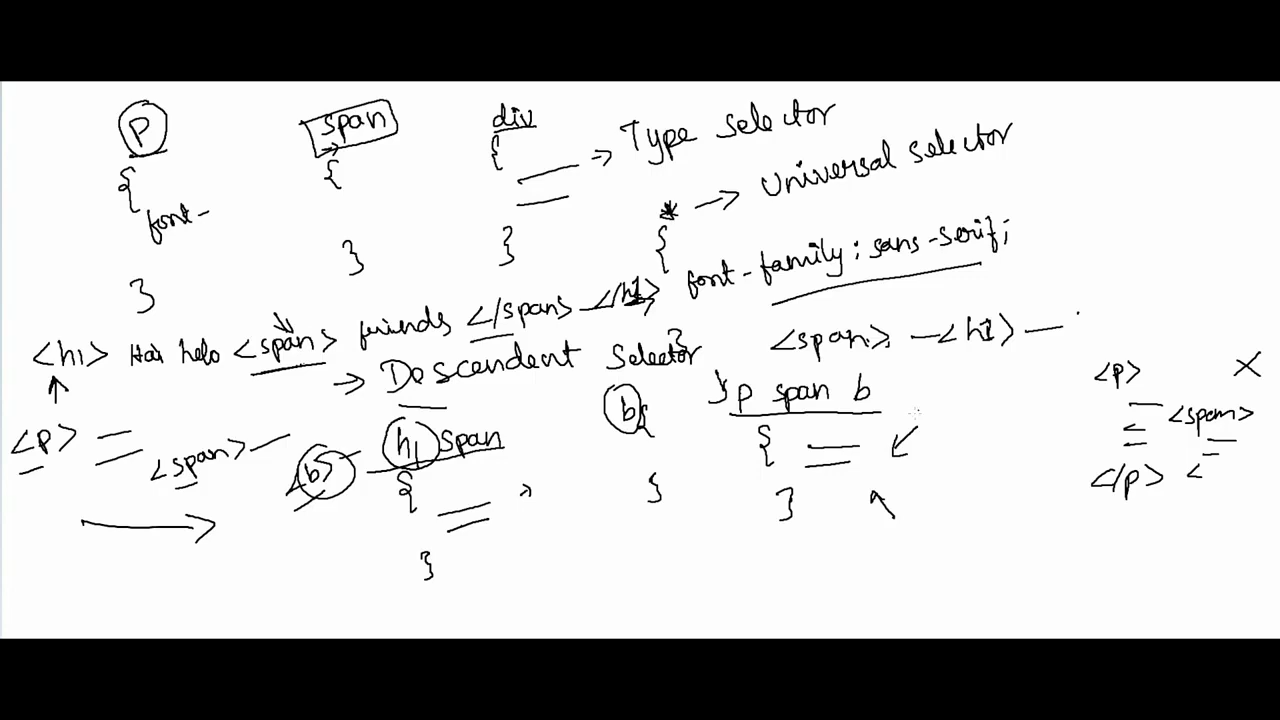 P span div
{ { { Type Selector
font- * Universal selector
} } } {
font-family: sans-serif;
<h1> Hai helo <span> friends </span> </h1>
}
<span> <h1>
Descendent Selector
<p> <span> <b>
h1 span
{
}
b{
}
p span b
{
}
<p> X
<span>
</p> <